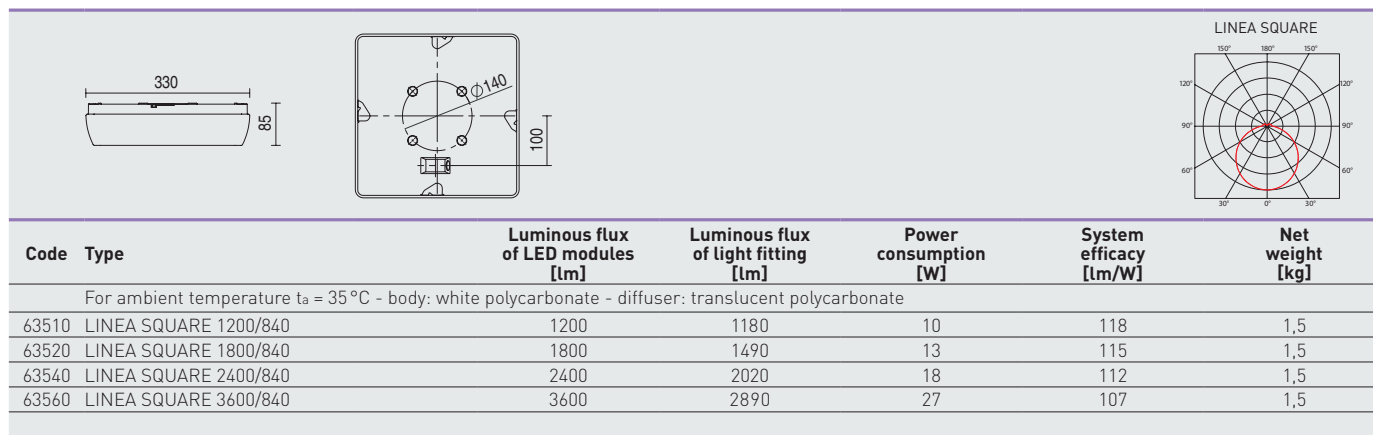 330
85
Ø140
100
LINEA SQUARE
150° 180° 150°
120° 120°
90° 90°
60° 60°
30° 0° 30°
Code Type Luminous flux of LED modules [lm] Luminous flux of light fitting [lm] Power consumption [W] System efficacy [lm/W] Net weight [kg]
For ambient temperature ta = 35 °C - body: white polycarbonate - diffuser: translucent polycarbonate
63510 LINEA SQUARE 1200/840 1200 1180 10 118 1,5
63520 LINEA SQUARE 1800/840 1800 1490 13 115 1,5
63540 LINEA SQUARE 2400/840 2400 2020 18 112 1,5
63560 LINEA SQUARE 3600/840 3600 2890 27 107 1,5